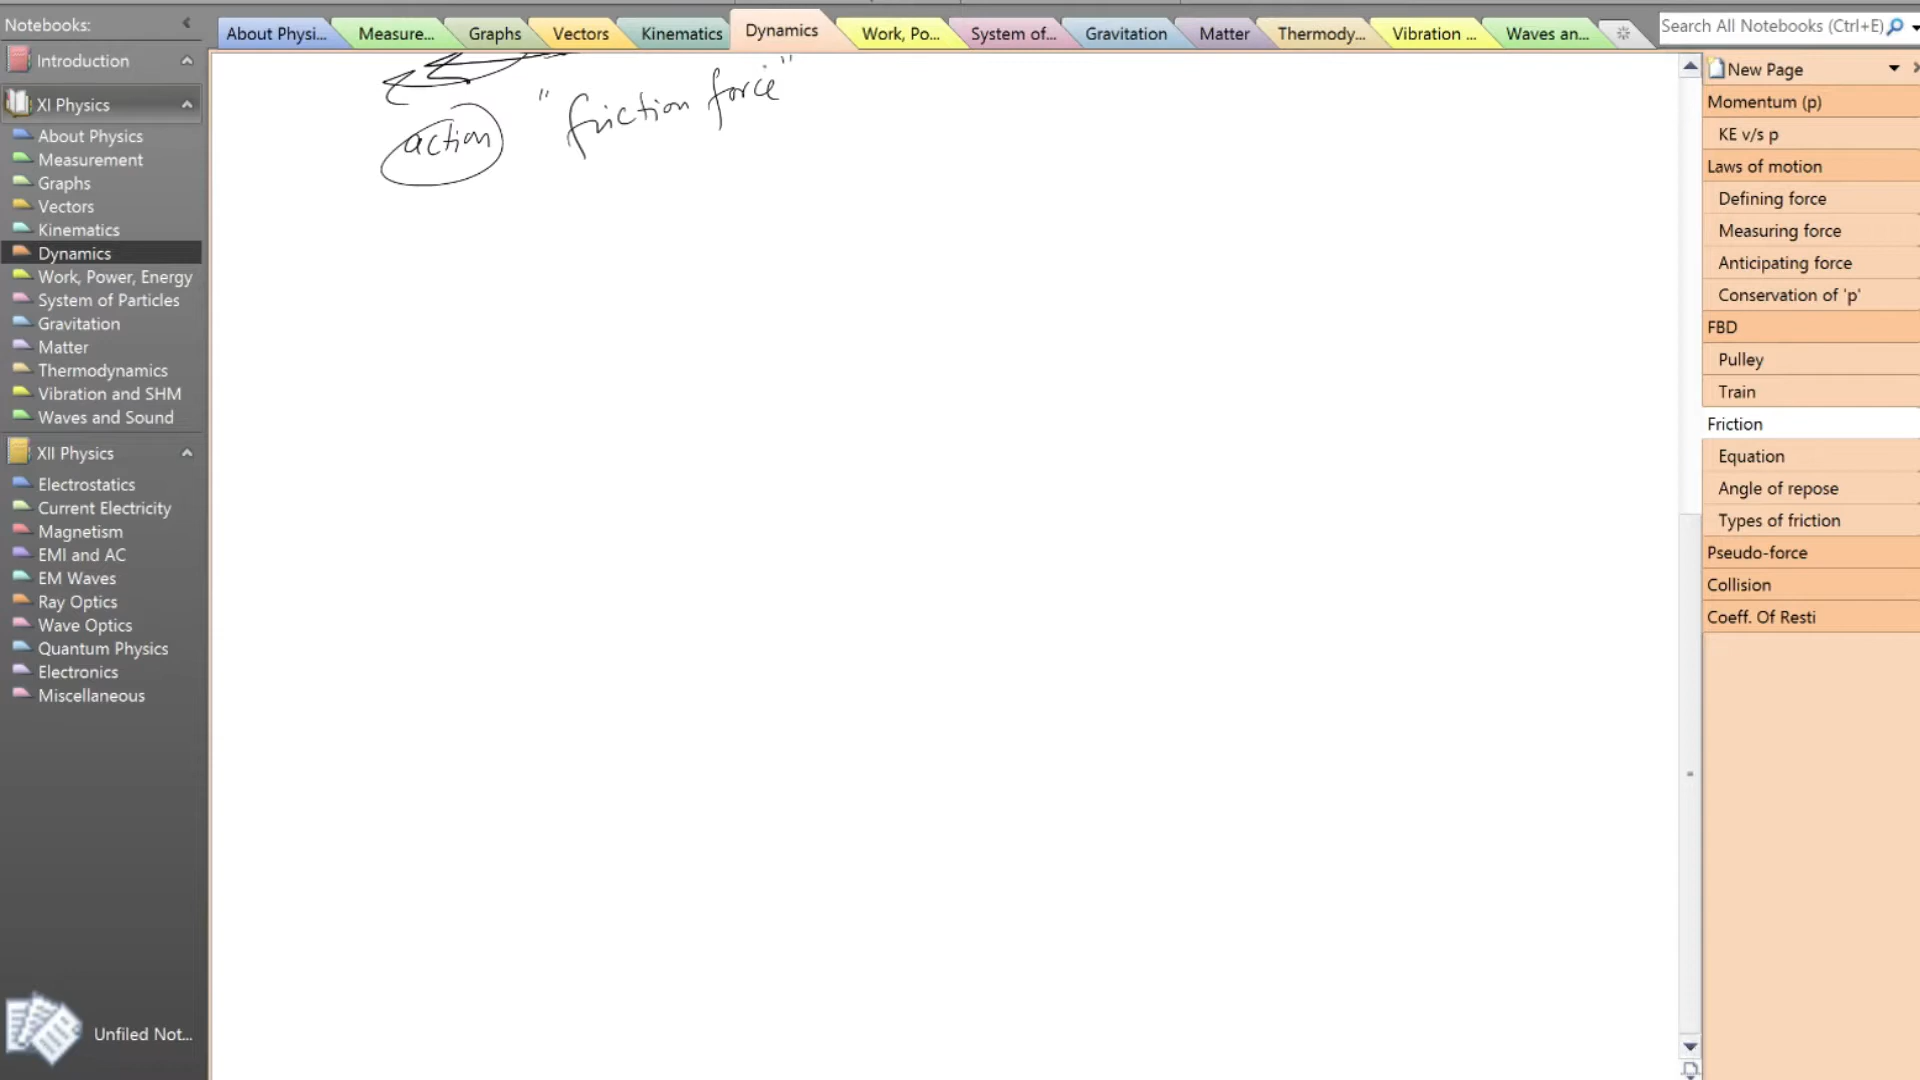 Notebooks:
Introduction
XI Physics
About Physics
Measurement
Graphs
Vectors
Kinematics
Dynamics
Work, Power, Energy
System of Particles
Gravitation
Matter
Thermodynamics
Vibration and SHM
Waves and Sound
XII Physics
Electrostatics
Current Electricity
Magnetism
EMI and AC
EM Waves
Ray Optics
Wave Optics
Quantum Physics
Electronics
Miscellaneous
Unfiled Not...
About Physi... Measure... Graphs Vectors Kinematics Dynamics Work, Po... System of... Gravitation Matter Thermody... Vibration ... Waves an...
Search All Notebooks (Ctrl+E)
"friction force"
action
New Page
Momentum (p)
KE v/s p
Laws of motion
Defining force
Measuring force
Anticipating force
Conservation of 'p'
FBD
Pulley
Train
Friction
Equation
Angle of repose
Types of friction
Pseudo-force
Collision
Coeff. Of Resti